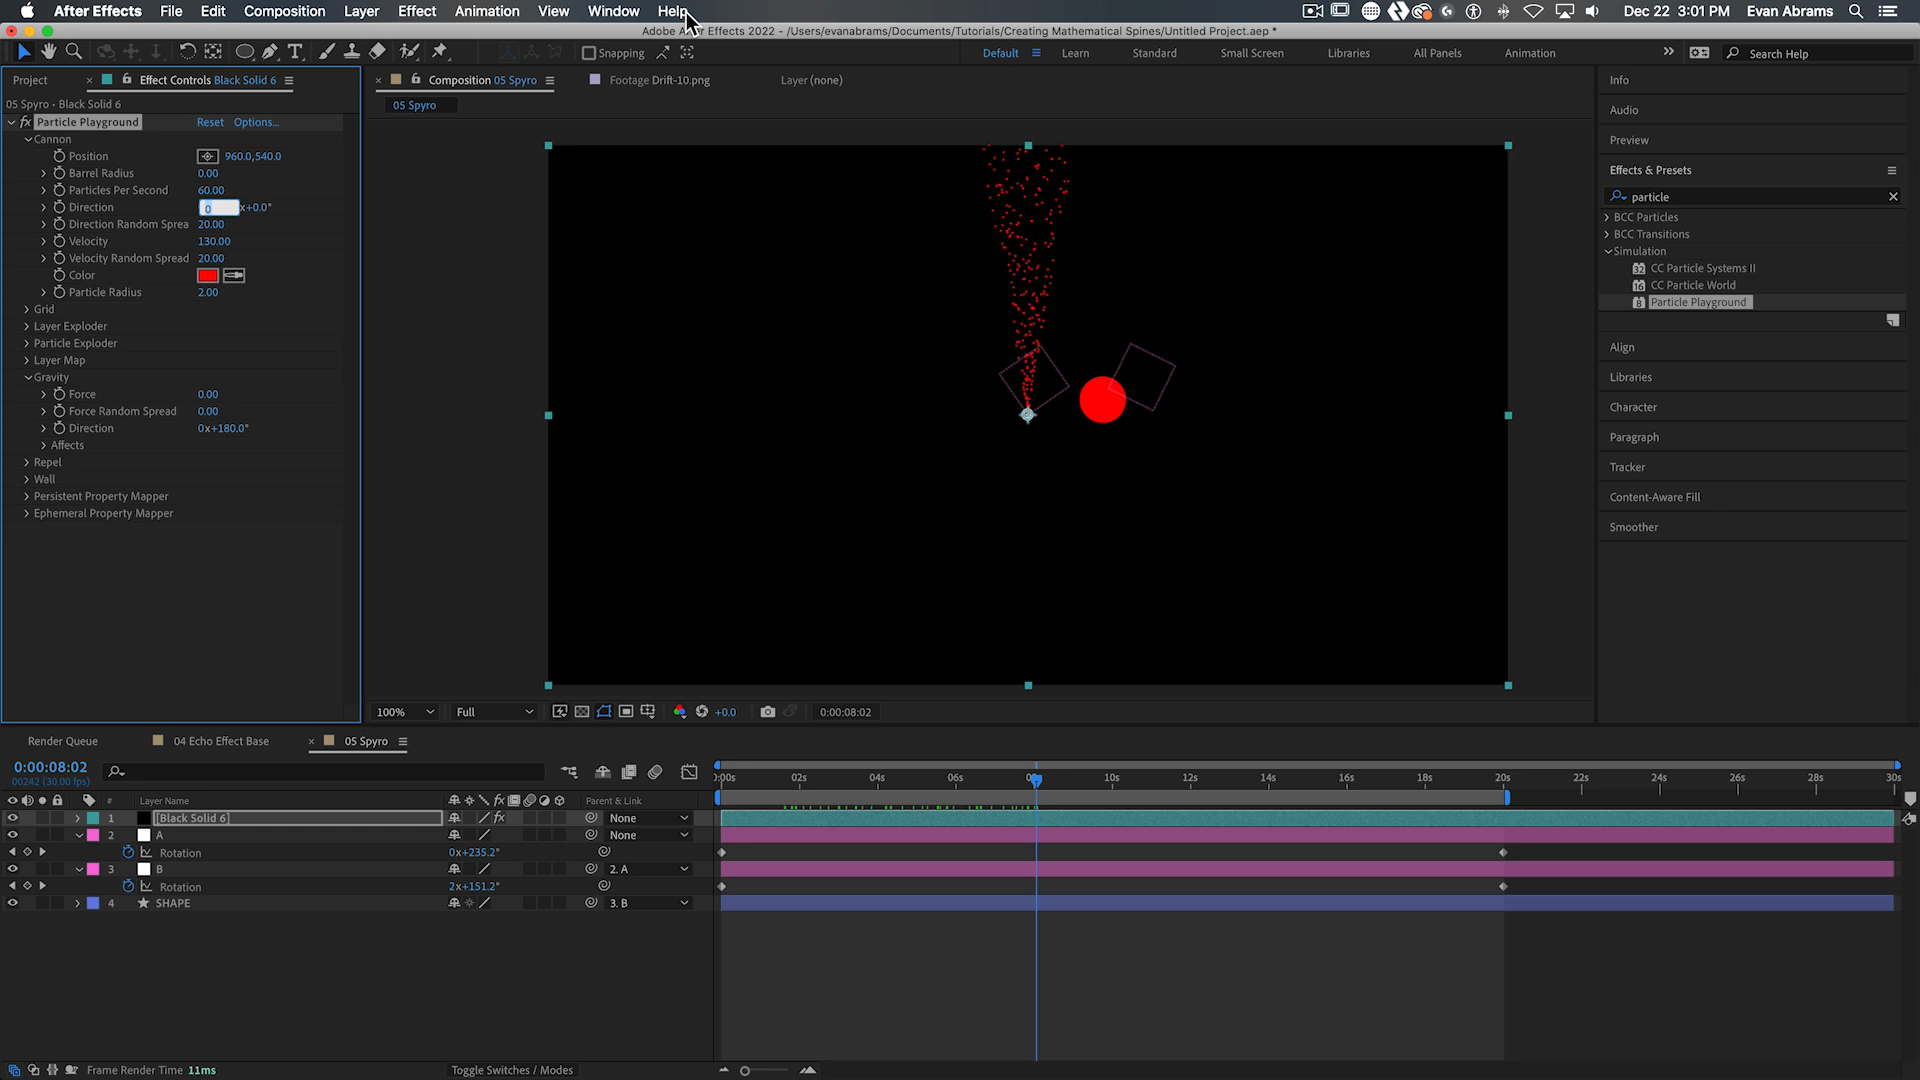 After Effects File Edit Composition Layer Effect Animation View Window Help Dec 22 3:01 PM Evan Abrams
Effects 2022 - /Users/evanabrams/Documents/Tutorials/Creating Mathematical Spines/Untitled Project.aep *
Snapping Default Learn Standard Small Screen Libraries All Panels Animation Search Help
Project Effect Controls Black Solid 6 Composition 05 Spyro Footage Drift-10.png Layer (none) Info
05 Spyro • Black Solid 6 05 Spyro
Audio
Preview
Effects & Presets
particle
BCC Particles
BCC Transitions
Simulation
32 CC Particle Systems II
16 CC Particle World
8 Particle Playground
Align
Libraries
Character
Paragraph
Tracker
Content-Aware Fill
Smoother
fx Particle Playground Reset Options...
Cannon
Position 960.0,540.0
Barrel Radius 0.00
Particles Per Second 60.00
Direction 0 x+0.0°
Direction Random Sprea 20.00
Velocity 130.00
Velocity Random Spread 20.00
Color
Particle Radius 2.00
Grid
Layer Exploder
Particle Exploder
Layer Map
Gravity
Force 0.00
Force Random Spread 0.00
Direction 0x+180.0°
Affects
Repel
Wall
Persistent Property Mapper
Ephemeral Property Mapper
100% Full +0.0 0:00:08:02
Render Queue 04 Echo Effect Base 05 Spyro
0:00:08:02
00242 (30.00 fps)
):00s 02s 04s 06s 10s 12s 14s 16s 18s 20s 22s 24s 26s 28s 30s
# Layer Name fx Parent & Link
1 [Black Solid 6] fx None
2 A None
Rotation 0x+235.2°
3 B 2. A
Rotation 2x+151.2°
4 SHAPE 3. B
Frame Render Time 11ms Toggle Switches / Modes